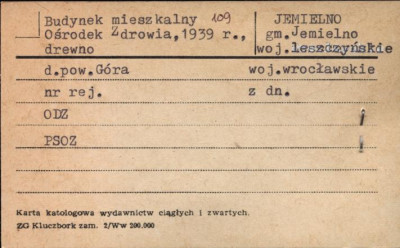 Budynek mieszkalny 109 JEMIELNO
Ośrodek Zdrowia, 1939 r., gm. Jemielno
drewno woj. leszczyńskie
d.pow. Góra woj. wrocławskie
nr rej. z dn.
ODZ
PSOZ
Karta katologowa wydawnictw ciągłych i zwartych.
ZG Kluczbork zam. 2/Ww 200.000